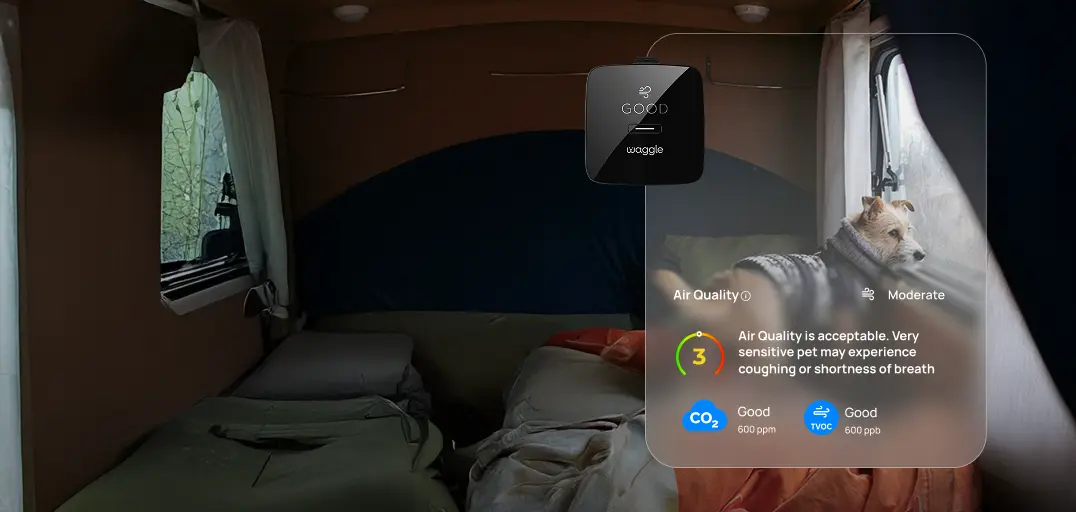 GOOD
waggle
Air Quality
Moderate
3
Air Quality is acceptable. Very
sensitive pet may experience
coughing or shortness of breath
CO2
Good
600 ppm
TVOC
Good
600 ppb